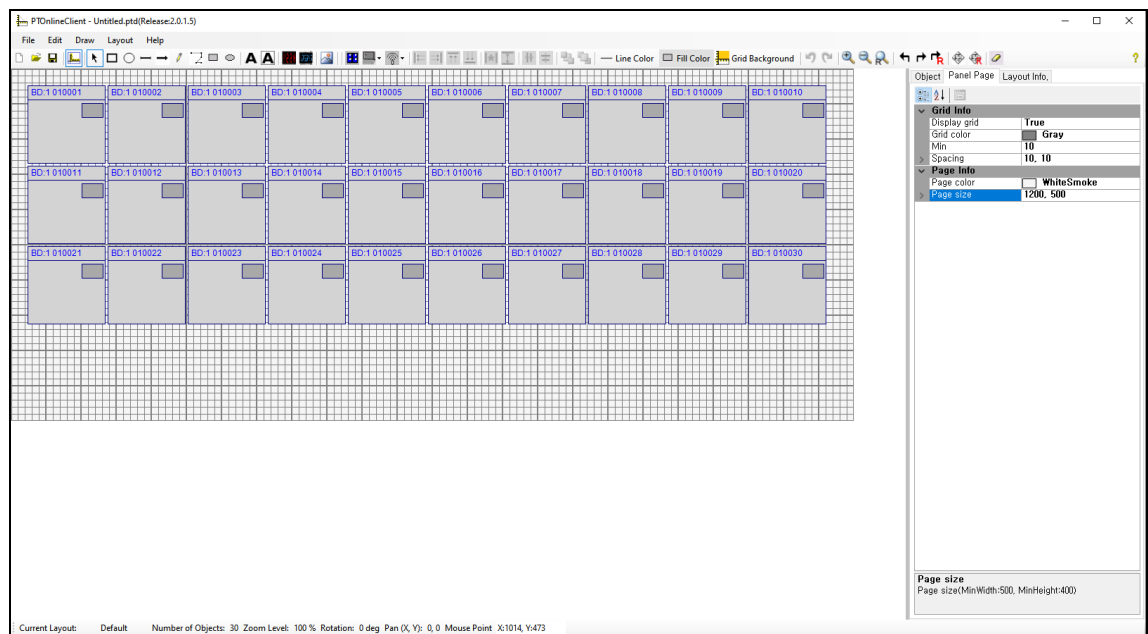 PTOnlineClient - Untitled.ptd(Release:2.0.1.5)
File Edit Draw Layout Help
A A Line Color Fill Color Grid Background ?
Object Panel Page Layout Info,
BD:1 010001 BD:1 010002 BD:1 010003 BD:1 010004 BD:1 010005 BD:1 010006 BD:1 010007 BD:1 010008 BD:1 010009 BD:1 010010
BD:1 010011 BD:1 010012 BD:1 010013 BD:1 010014 BD:1 010015 BD:1 010016 BD:1 010017 BD:1 010018 BD:1 010019 BD:1 010020
BD:1 010021 BD:1 010022 BD:1 010023 BD:1 010024 BD:1 010025 BD:1 010026 BD:1 010027 BD:1 010028 BD:1 010029 BD:1 010030
Grid Info
Display grid True
Grid color Gray
Min 10
Spacing 10, 10
Page Info
Page color WhiteSmoke
Page size 1200, 500
Page size
Page size(MinWidth:500, MinHeight:400)
Current Layout: Default Number of Objects: 30 Zoom Level: 100 % Rotation: 0 deg Pan (X, Y): 0, 0 Mouse Point X:1014, Y:473